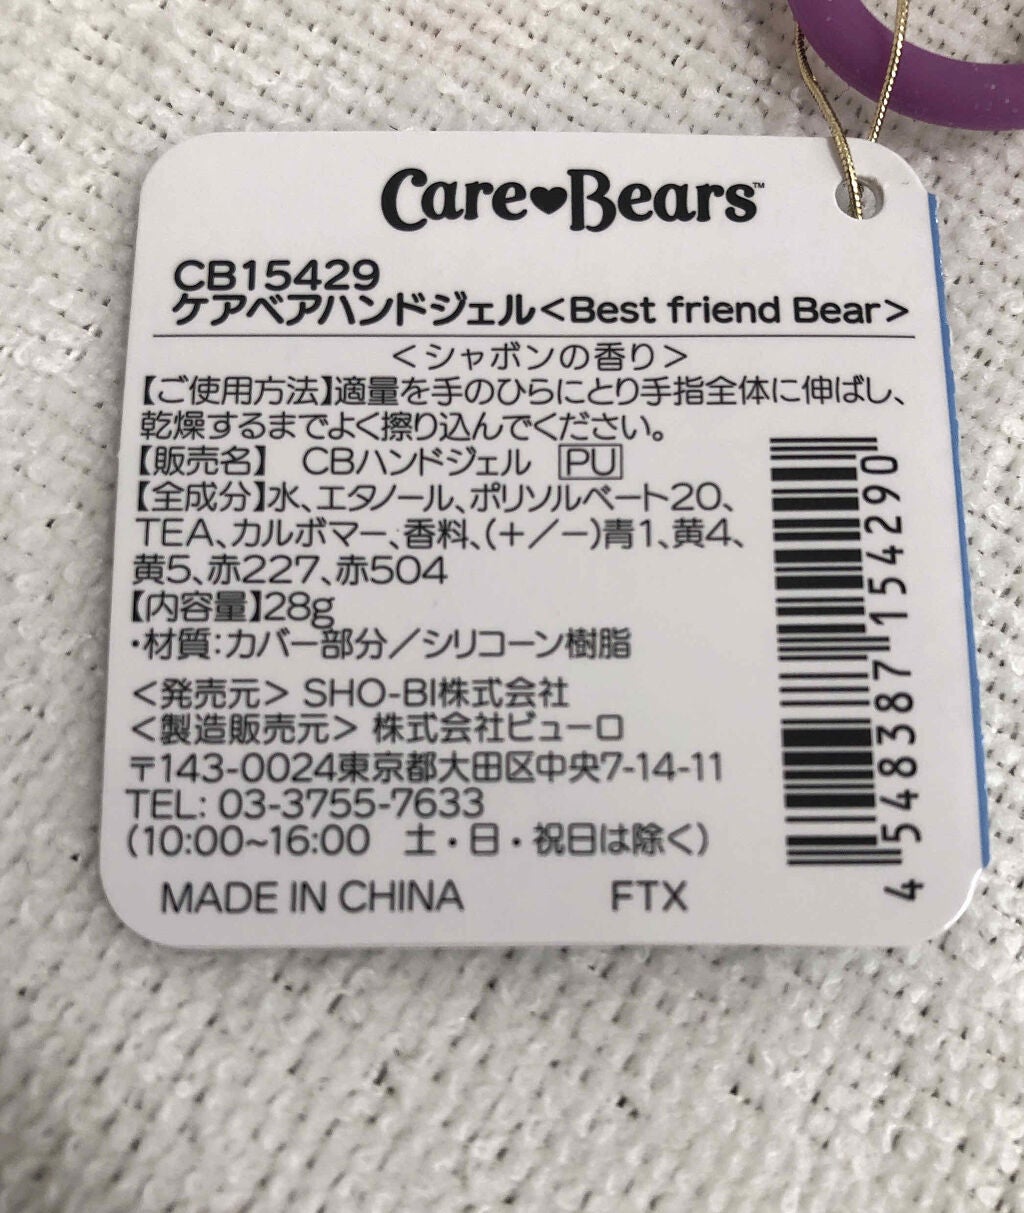 Care♥Bears™
CB15429
ケアベアハンドジェル<Best friend Bear>
<シャボンの香り>
【ご使用方法】適量を手のひらにとり手指全体に伸ばし、
乾燥するまでよく擦り込んでください。
【販売名】 CBハンドジェル PU
【全成分】水、エタノール、ポリソルベート20、
TEA、カルボマー、香料、(+/−)青1、黄4、
黄5、赤227、赤504
【内容量】28g
・材質:カバー部分/シリコーン樹脂
<発売元> SHO-BI株式会社
<製造販売元> 株式会社ピューロ
〒143-0024東京都大田区中央7-14-11
TEL: 03-3755-7633
(10:00~16:00 土・日・祝日は除く)
MADE IN CHINA FTX
4548387154290